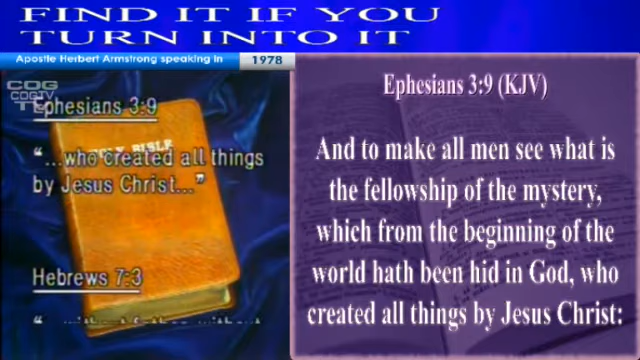 FIND IT IF YOU
TURN INTO IT
Apostle Herbert Armstrong speaking in 1978
COG
COGTV
Ephesians 3:9
HOLY BIBLE
“...who created all things
by Jesus Christ...”
Hebrews 7:3
Ephesians 3:9 (KJV)
And to make all men see what is
the fellowship of the mystery,
which from the beginning of the
world hath been hid in God, who
created all things by Jesus Christ: